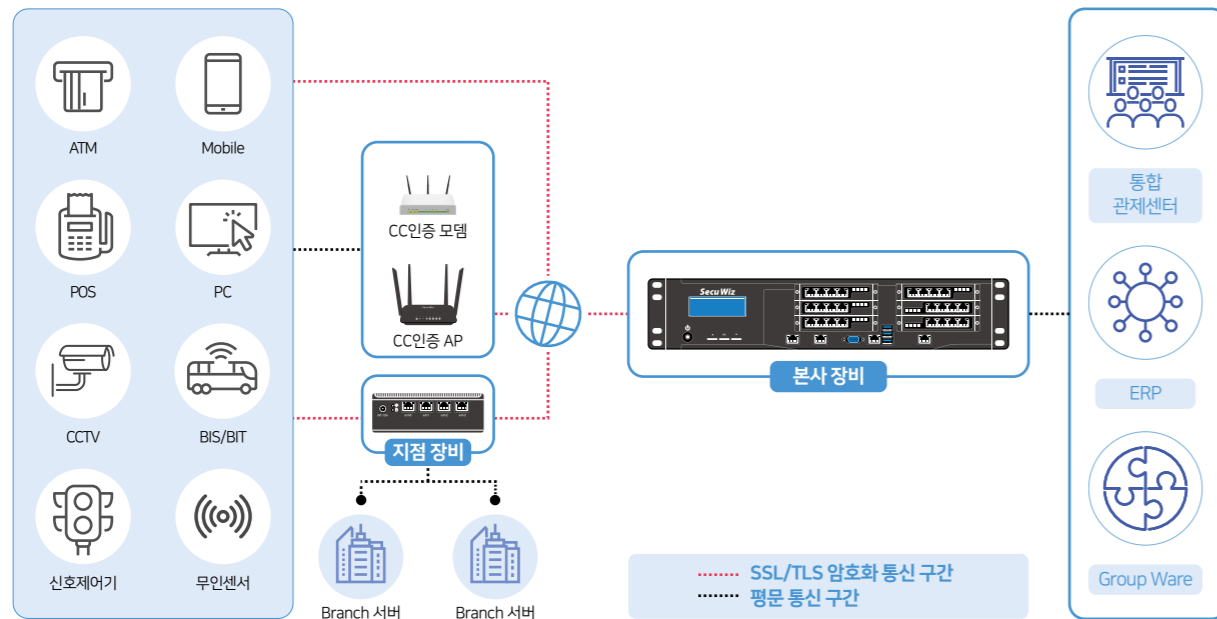 ATM
Mobile
POS
PC
CCTV
BIS/BIT
신호제어기
무인센서
CC인증 모뎀
CC인증 AP
지점 장비
Branch 서버
Branch 서버
SecuWiz
본사 장비
통합
관제센터
ERP
Group Ware
SSL/TLS 암호화 통신 구간
평문 통신 구간